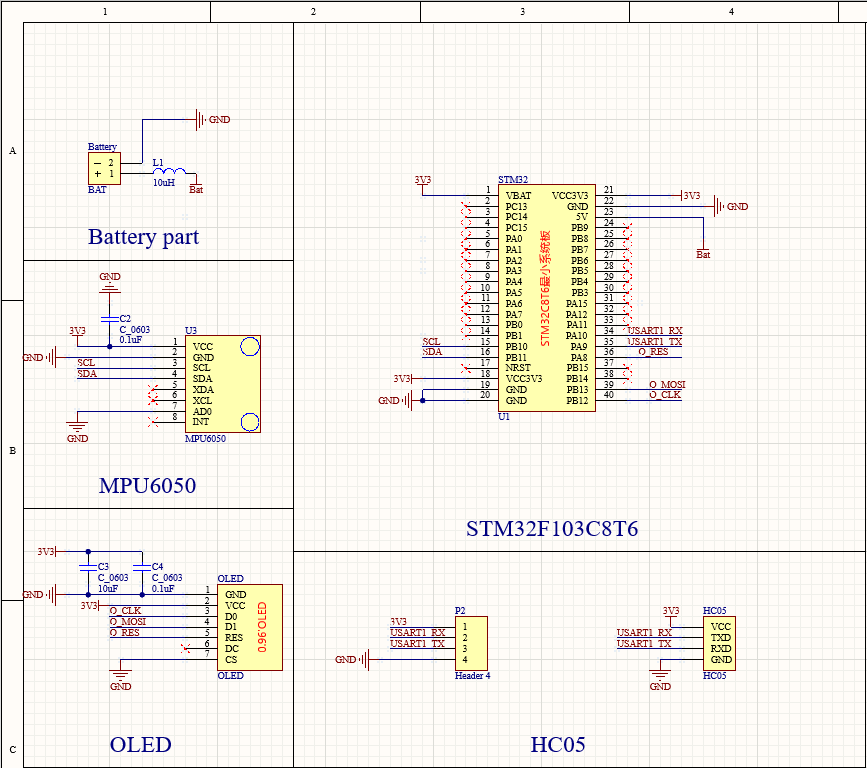 1 2 3 4
A
B
C
Battery
2
1
BAT
GND
L1
10uH
Bat
Battery part
GND
C2
C_0603
0.1uF
3V3
GND
SCL
SDA
GND
U3
1 VCC
2 GND
3 SCL
4 SDA
5 XDA
6 XCL
7 AD0
8 INT
MPU6050
MPU6050
3V3
C3
C_0603
10uF
C4
C_0603
0.1uF
GND
3V3
O_CLK
O_MOSI
O_RES
GND
OLED
1 GND
2 VCC
3 D0
4 D1
5 RES
6 DC
7 CS
0.96'OLED
OLED
OLED
STM32
3V3
1 VBAT VCC3V3 21 3V3
2 PC13 GND 22 GND
3 PC14 5V 23
4 PC15 PB9 24
5 PA0 PB8 25
6 PA1 PB7 26
7 PA2 PB6 27
8 PA3 PB5 28
9 PA4 PB4 29
10 PA5 PB3 30
11 PA6 PA15 31
12 PA7 PA12 32
13 PB0 PA11 33
14 PB1 PA10 34 USART1_RX
SCL 15 PB10 PA9 35 USART1_TX
SDA 16 PB11 PA8 36 O_RES
17 NRST PB15 37
3V3 18 VCC3V3 PB14 38
19 GND PB13 39 O_MOSI
GND 20 GND PB12 40 O_CLK
Bat
STM32C8T6最小系统板
U1
STM32F103C8T6
P2
3V3 1
USART1_RX 2
USART1_TX 3
GND 4
Header 4
3V3
HC05
VCC
USART1_RX TXD
USART1_TX RXD
GND
GND
HC05
HC05